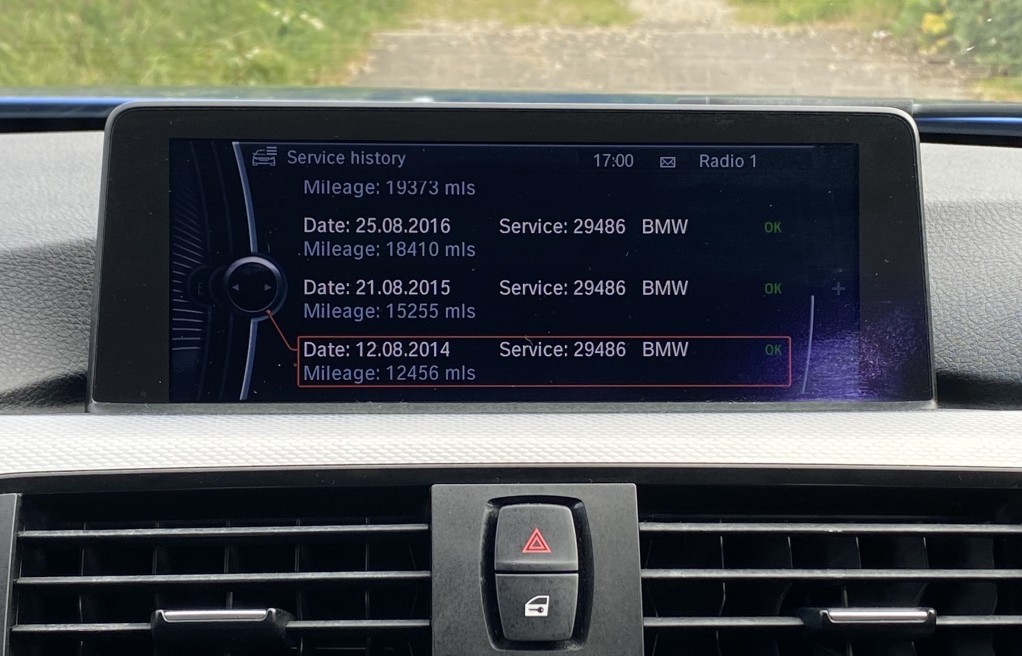 Service history 17:00 Radio 1
Mileage: 19373 mls
Date: 25.08.2016 Service: 29486 BMW OK
Mileage: 18410 mls
Date: 21.08.2015 Service: 29486 BMW OK
Mileage: 15255 mls
Date: 12.08.2014 Service: 29486 BMW OK
Mileage: 12456 mls